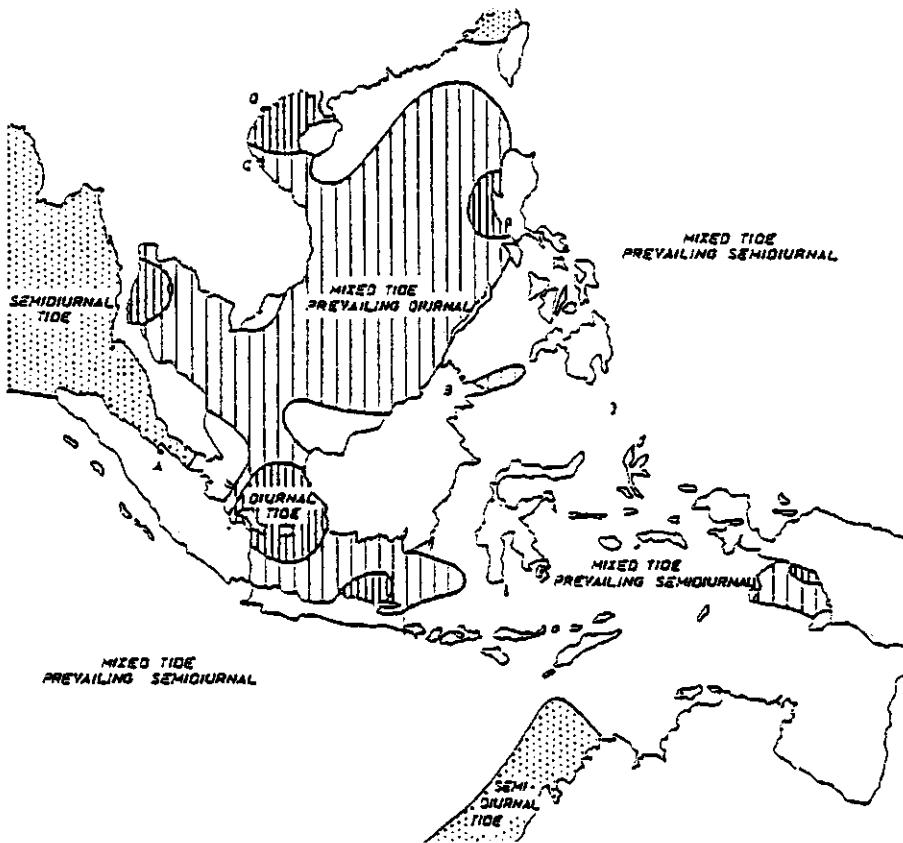 D
C
P
MIXED TIDE
PREVAILING SEMIDIURNAL
SEMIDIURNAL
TIDE
MIXED TIDE
PREVAILING DIURNAL
B
A
DIURNAL
TIDE
MIXED TIDE
PREVAILING SEMIDIURNAL
MIXED TIDE
PREVAILING SEMIDIURNAL
SEMI-
DIURNAL
TIDE